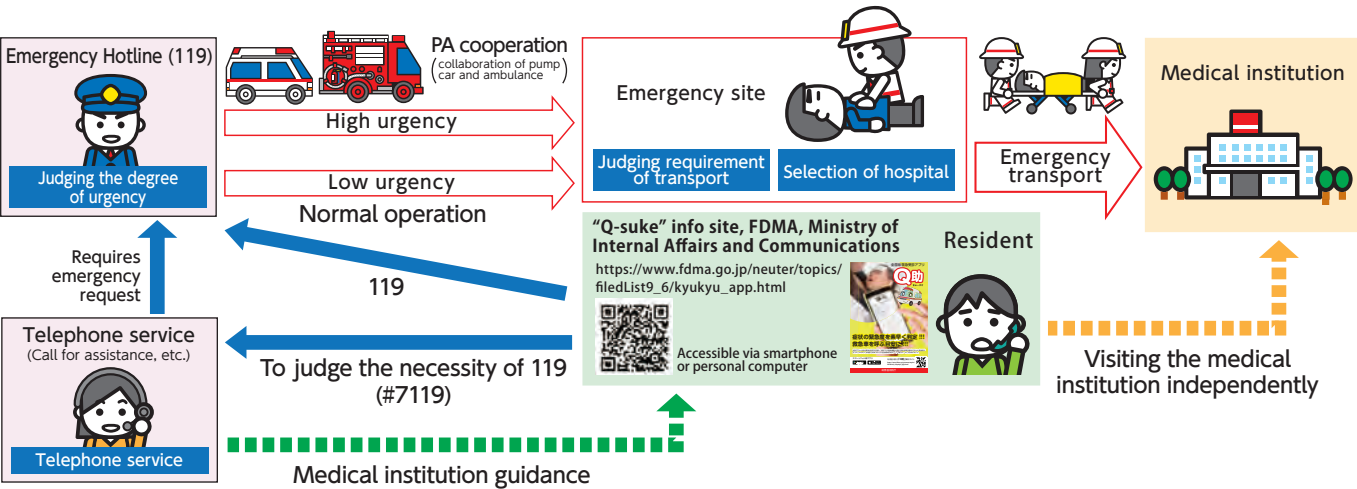 Emergency Hotline (119)
Judging the degree
of urgency
PA cooperation
(collaboration of pump
car and ambulance)
High urgency
Low urgency
Normal operation
Emergency site
Judging requirement
of transport
Selection of hospital
Emergency
transport
Medical institution
Requires
emergency
request
119
"Q-suke" info site, FDMA, Ministry of
Internal Affairs and Communications
https://www.fdma.go.jp/neuter/topics/
filedList9_6/kyukyu_app.html
Accessible via smartphone
or personal computer
Q助
Resident
Telephone service
(Call for assistance, etc.)
Telephone service
To judge the necessity of 119
(#7119)
Medical institution guidance
Visiting the medical
institution independently